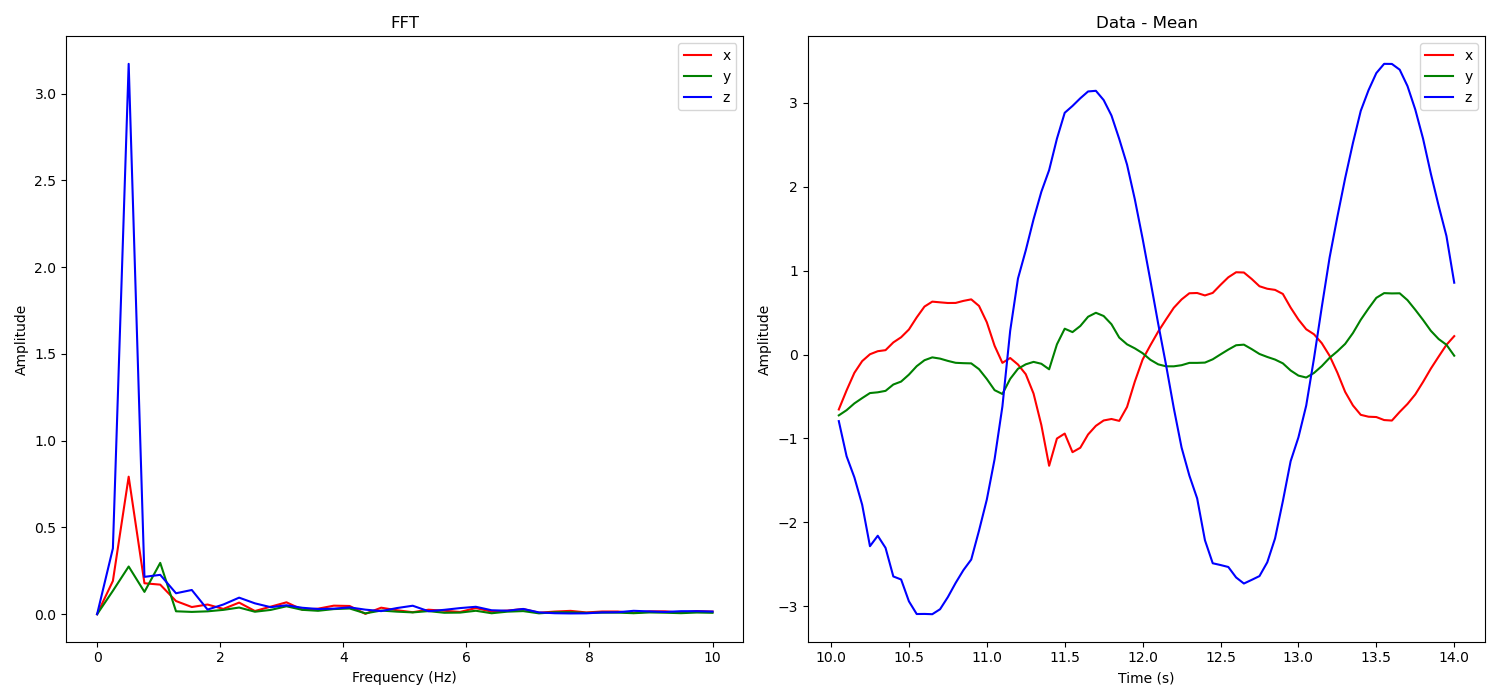 FFT
Amplitude
3.0
2.5
2.0
1.5
1.0
0.5
0.0
x
y
z
0 2 4 6 8 10
Frequency (Hz)
Data - Mean
Amplitude
3
2
1
0
−1
−2
−3
x
y
z
10.0 10.5 11.0 11.5 12.0 12.5 13.0 13.5 14.0
Time (s)